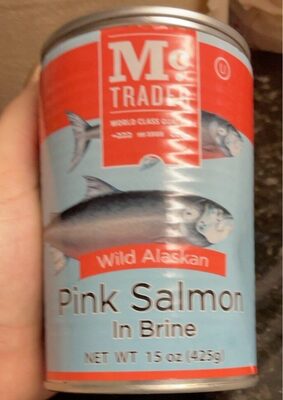 Mc
TRADER
WORLD CLASS
U
Wild Alaskan
Pink Salmon
In Brine
NET WT 15 oz (425g)